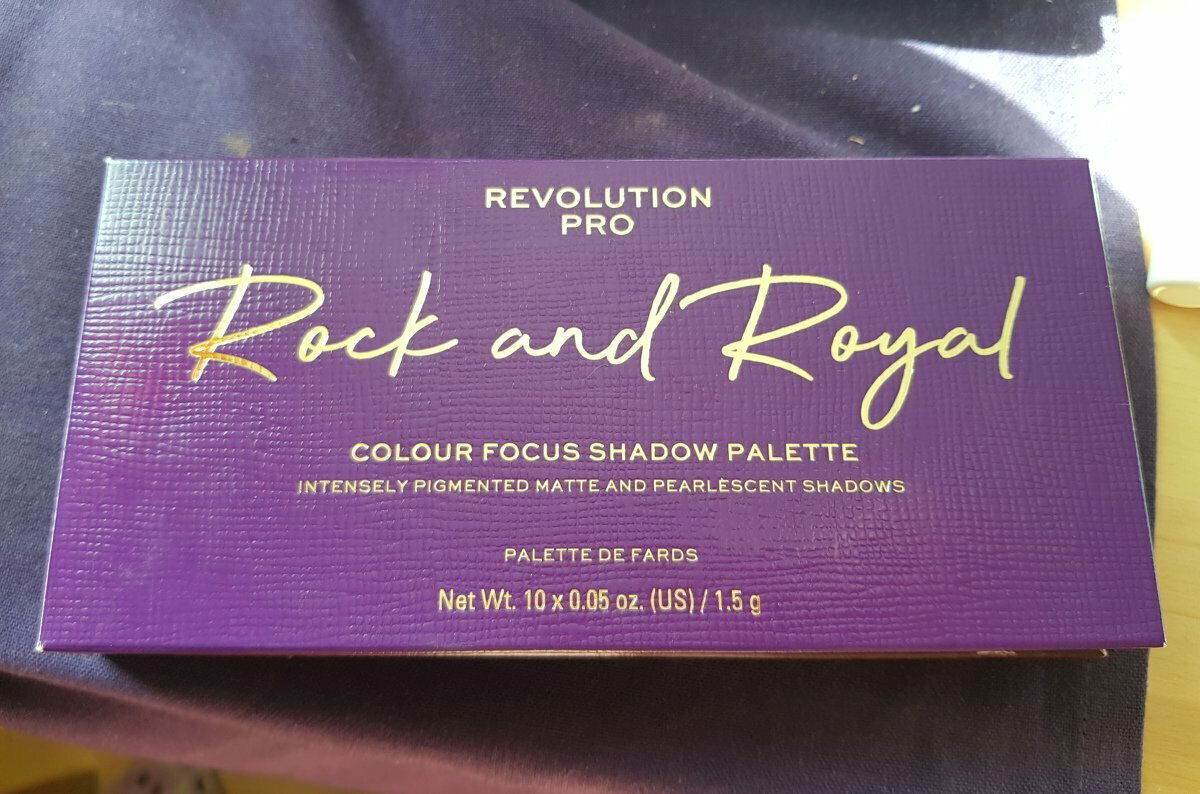 REVOLUTION
PRO
Rock and Royal
COLOUR FOCUS SHADOW PALETTE
INTENSELY PIGMENTED MATTE AND PEARLESCENT SHADOWS
PALETTE DE FARDS
Net Wt. 10 x 0.05 oz. (US) / 1.5 g